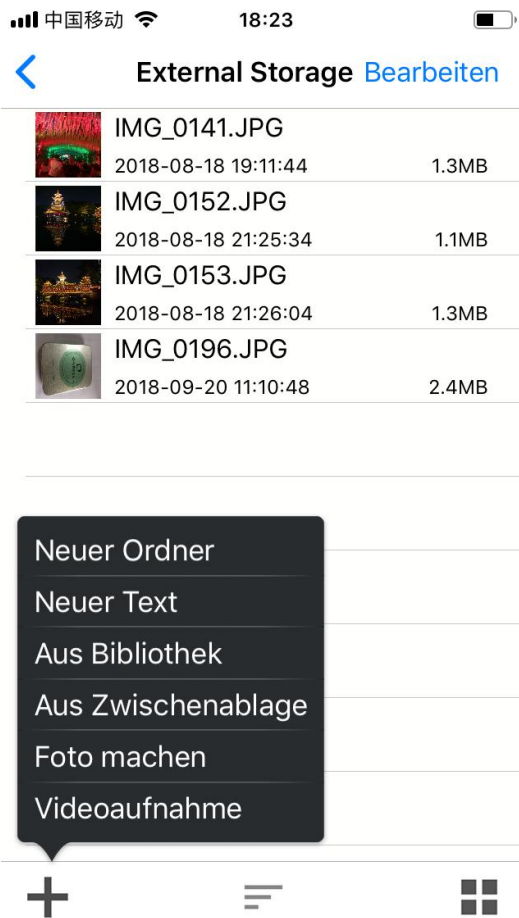 中国移动 18:23
External Storage Bearbeiten
IMG_0141.JPG
2018-08-18 19:11:44 1.3MB
IMG_0152.JPG
2018-08-18 21:25:34 1.1MB
IMG_0153.JPG
2018-08-18 21:26:04 1.3MB
IMG_0196.JPG
2018-09-20 11:10:48 2.4MB
Neuer Ordner
Neuer Text
Aus Bibliothek
Aus Zwischenablage
Foto machen
Videoaufnahme